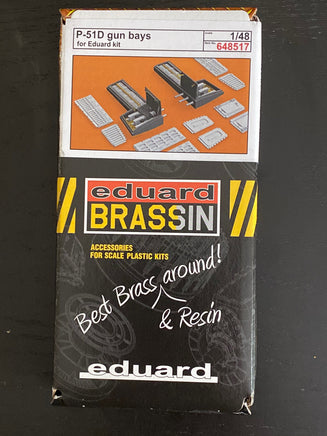 P-51D gun bays
for Eduard kit
1/48
648517
eduard
BRASSIN
ACCESSORIES
FOR SCALE PLASTIC KITS
Best Brass around!
& Resin
eduard